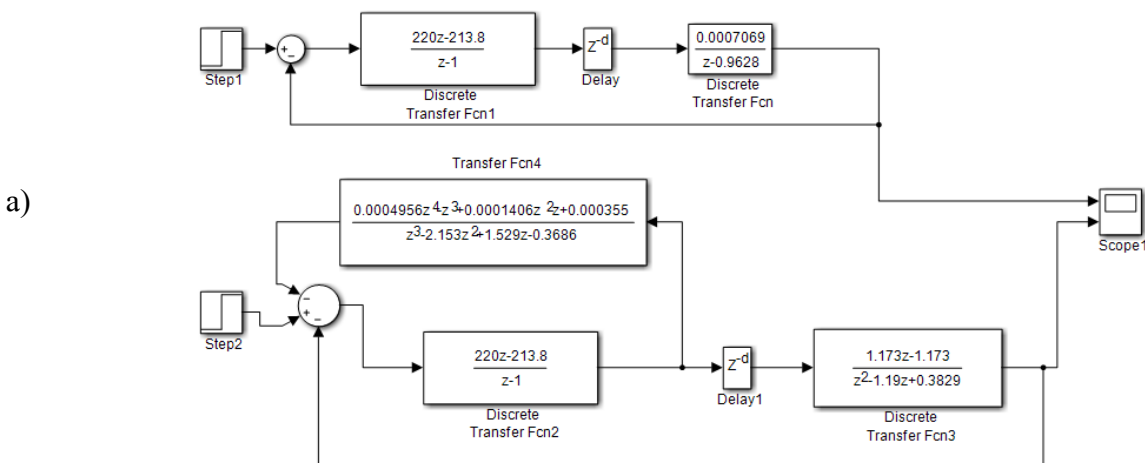 220z-213.8
z-1
Z-d
0.0007069
z-0.9628
Step1
Delay
Discrete
Transfer Fcn1
Discrete
Transfer Fcn
Transfer Fcn4
a)
0.0004956z4z3+0.0001406z 2z+0.000355
z3-2.153z2+1.529z-0.3686
Scope1
Step2
220z-213.8
z-1
Z-d
1.173z-1.173
z2-1.19z+0.3829
Delay1
Discrete
Transfer Fcn2
Discrete
Transfer Fcn3